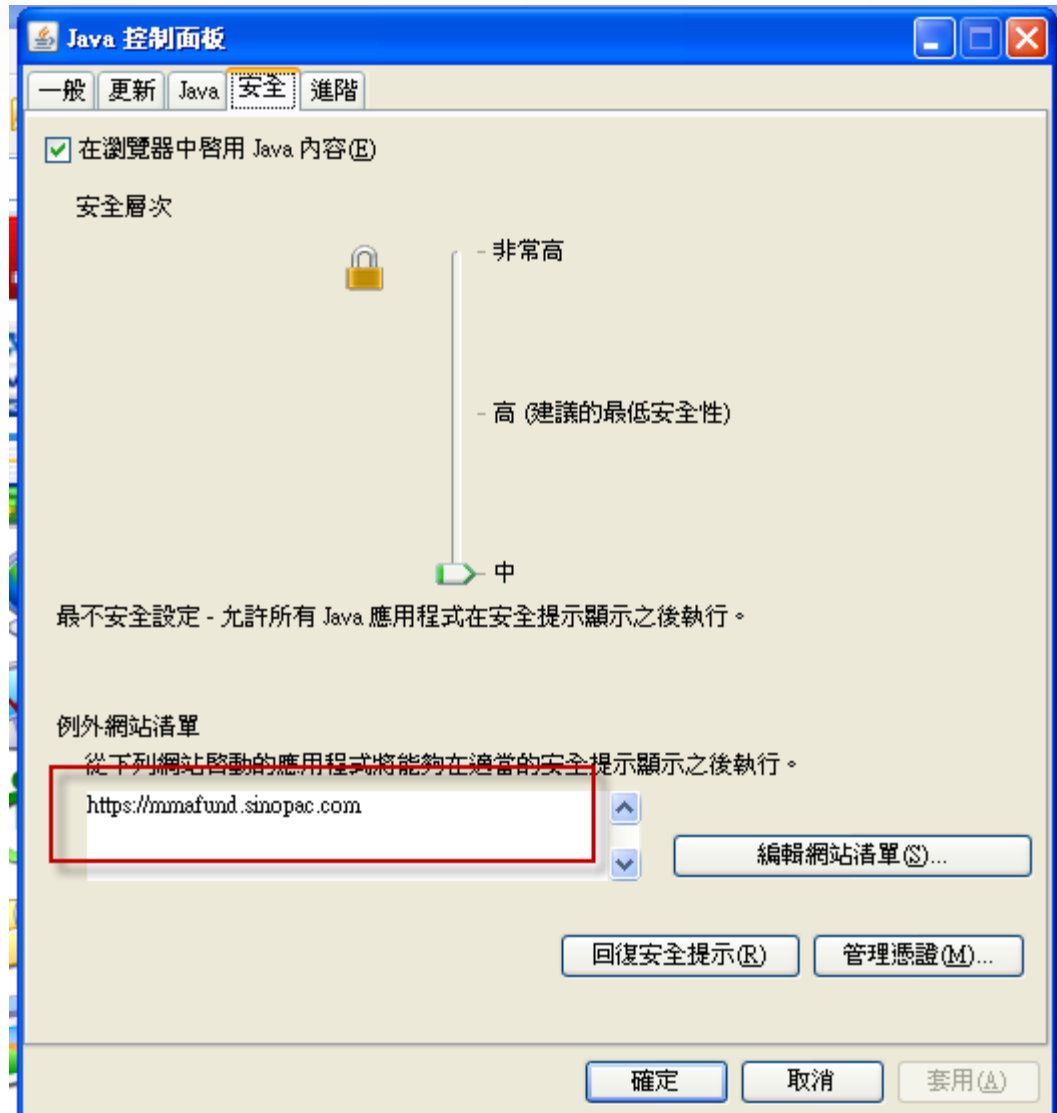 Java 控制面板
一般 更新 Java 安全 進階
在瀏覽器中啓用 Java 內容(E)
安全層次
- 非常高
- 高 (建議的最低安全性)
- 中
最不安全設定 - 允許所有 Java 應用程式在安全提示顯示之後執行。
例外網站清單
從下列網站啓動的應用程式將能夠在適當的安全提示顯示之後執行。
https://mmafund.sinopac.com
編輯網站清單(S)...
回復安全提示(R) 管理憑證(M)...
確定 取消 套用(A)